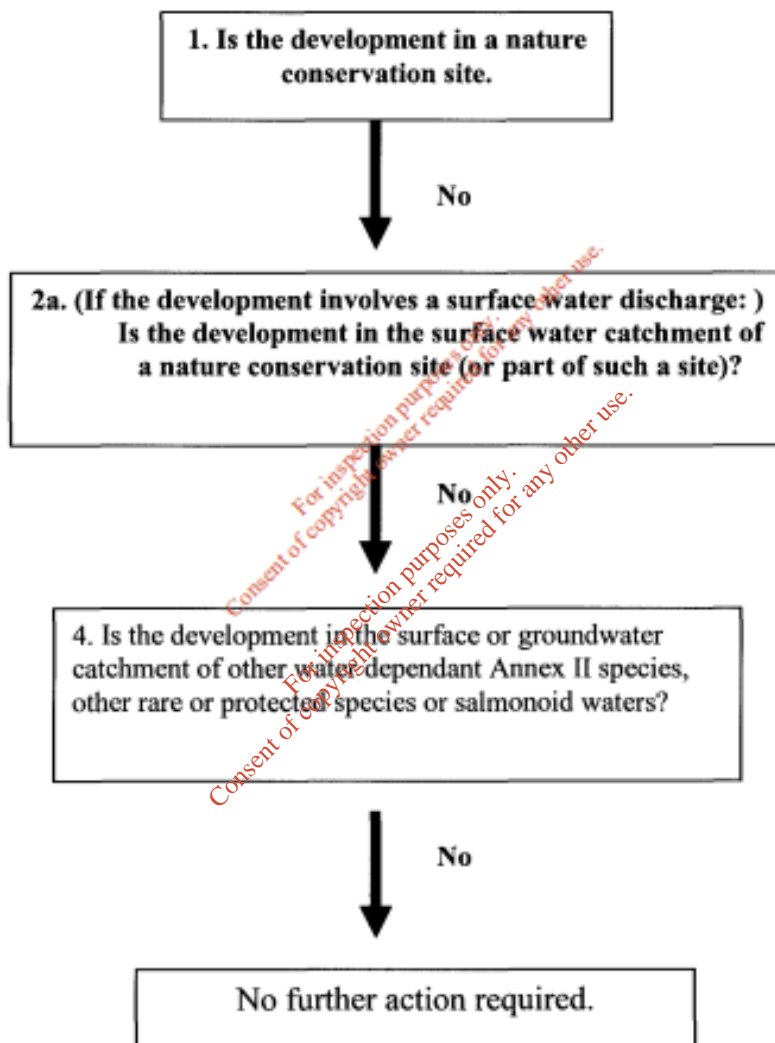 1. Is the development in a nature
conservation site.
No
2a. (If the development involves a surface water discharge: )
Is the development in the surface water catchment of
a nature conservation site (or part of such a site)?
For inspection purposes only.
Consent of copyright owner required for any other use.
No
4. Is the development in the surface or groundwater
catchment of other water dependant Annex II species,
other rare or protected species or salmonoid waters?
For inspection purposes only.
Consent of copyright owner required for any other use.
No
No further action required.